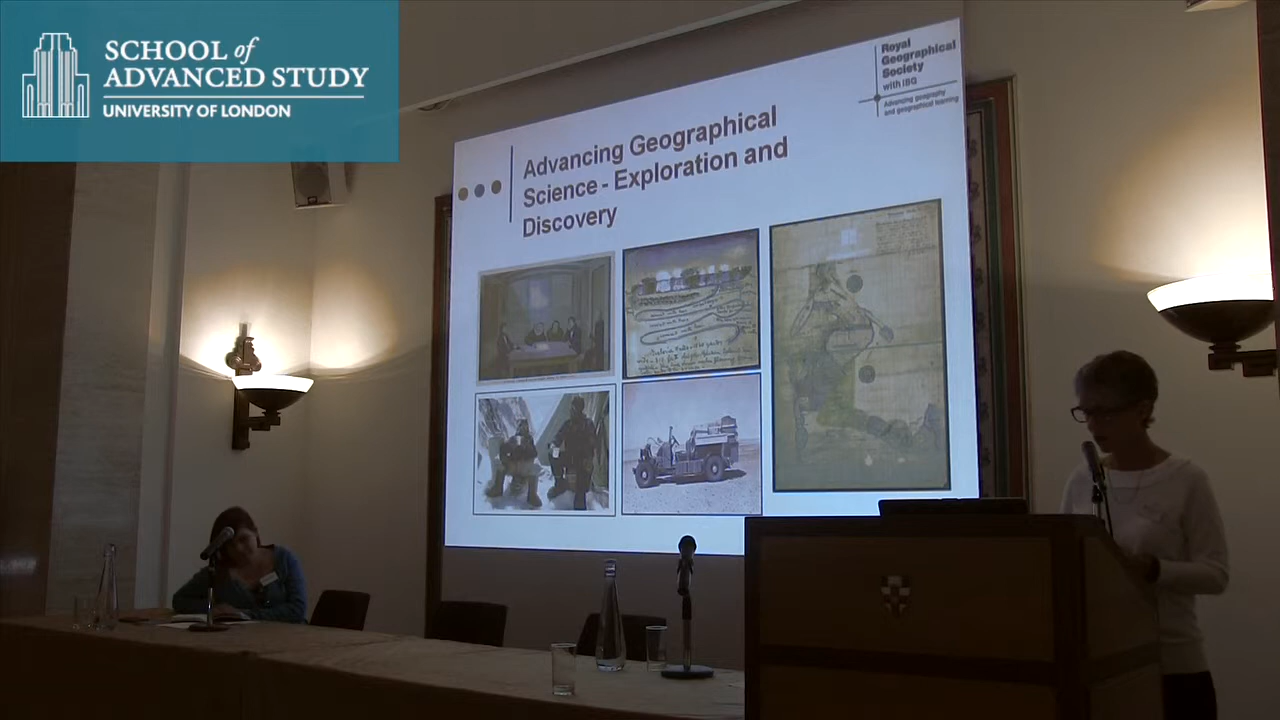 SCHOOL of
ADVANCED STUDY
UNIVERSITY OF LONDON
Royal
Geographical
Society
with IBG
Advancing geography
and geographical learning
Advancing Geographical
Science - Exploration and
Discovery